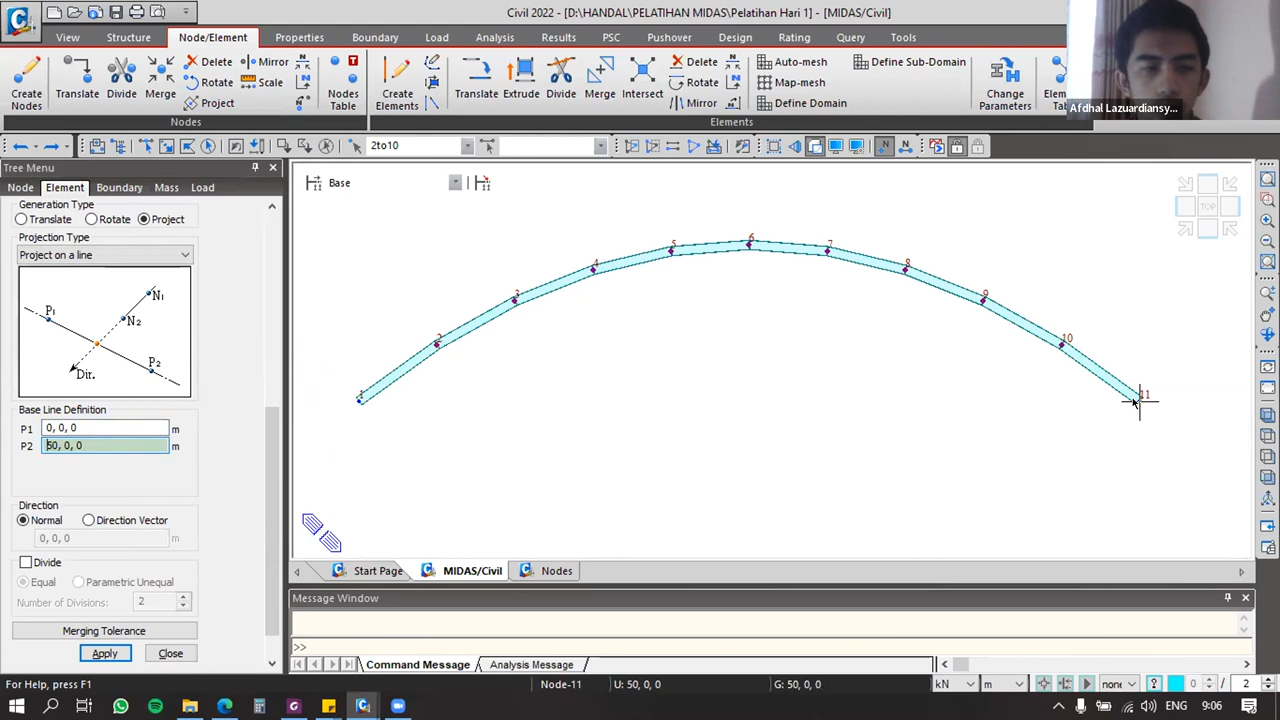 Civil 2022 - [D:\HANDAL\PELATIHAN MIDAS\Pelatihan Hari 1] - [MIDAS/Civil]
View Structure Node/Element Properties Boundary Load Analysis Results PSC Pushover Design Rating Query Tools
Create Nodes
Translate
Divide
Merge
Delete
Rotate
Project
Mirror
Scale
Nodes Table
Create Elements
Translate
Extrude
Divide
Merge
Intersect
Delete
Rotate
Mirror
Auto-mesh
Map-mesh
Define Domain
Define Sub-Domain
Change Parameters
Nodes
Elements
Afdhal Lazuardiansy...
2to10
Tree Menu
Node Element Boundary Mass Load
Generation Type
Translate Rotate Project
Projection Type
Project on a line
P1
N1
N2
P2
Dir.
Base Line Definition
P1 0, 0, 0 m
P2 50, 0, 0 m
Direction
Normal Direction Vector
0, 0, 0 m
Divide
Equal Parametric Unequal
Number of Divisions: 2
Merging Tolerance
Apply Close
Base
TOP
1
2
3
4
5
6
7
8
9
10
11
Start Page MIDAS/Civil Nodes
Message Window
>>
Command Message Analysis Message
For Help, press F1 Node-11 U: 50, 0, 0 G: 50, 0, 0 kN m none ? 0 / 2
ENG 9:06